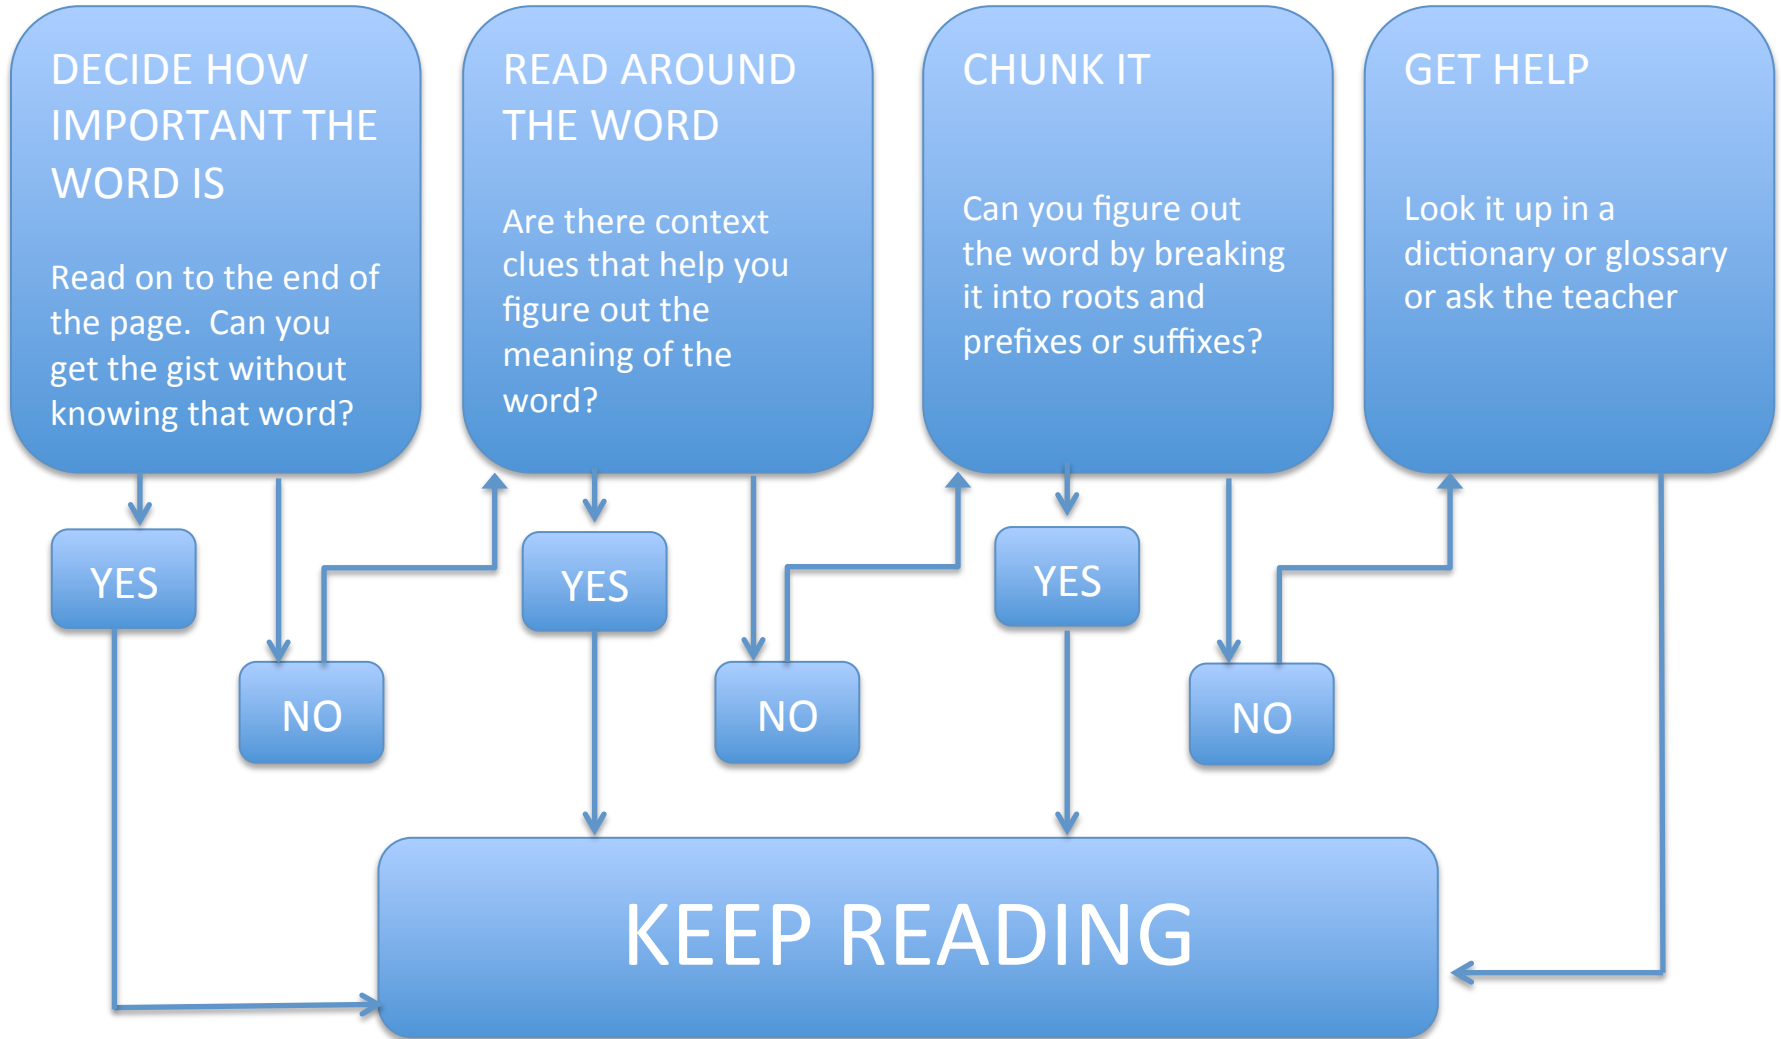 DECIDE HOW
IMPORTANT THE
WORD IS
Read on to the end of
the page.  Can you
get the gist without
knowing that word?
READ AROUND
THE WORD
Are there context
clues that help you
figure out the
meaning of the
word?
CHUNK IT
Can you figure out
the word by breaking
it into roots and
prefixes or suffixes?
GET HELP
Look it up in a
dictionary or glossary
or ask the teacher
YES
NO
YES
NO
YES
NO
KEEP READING